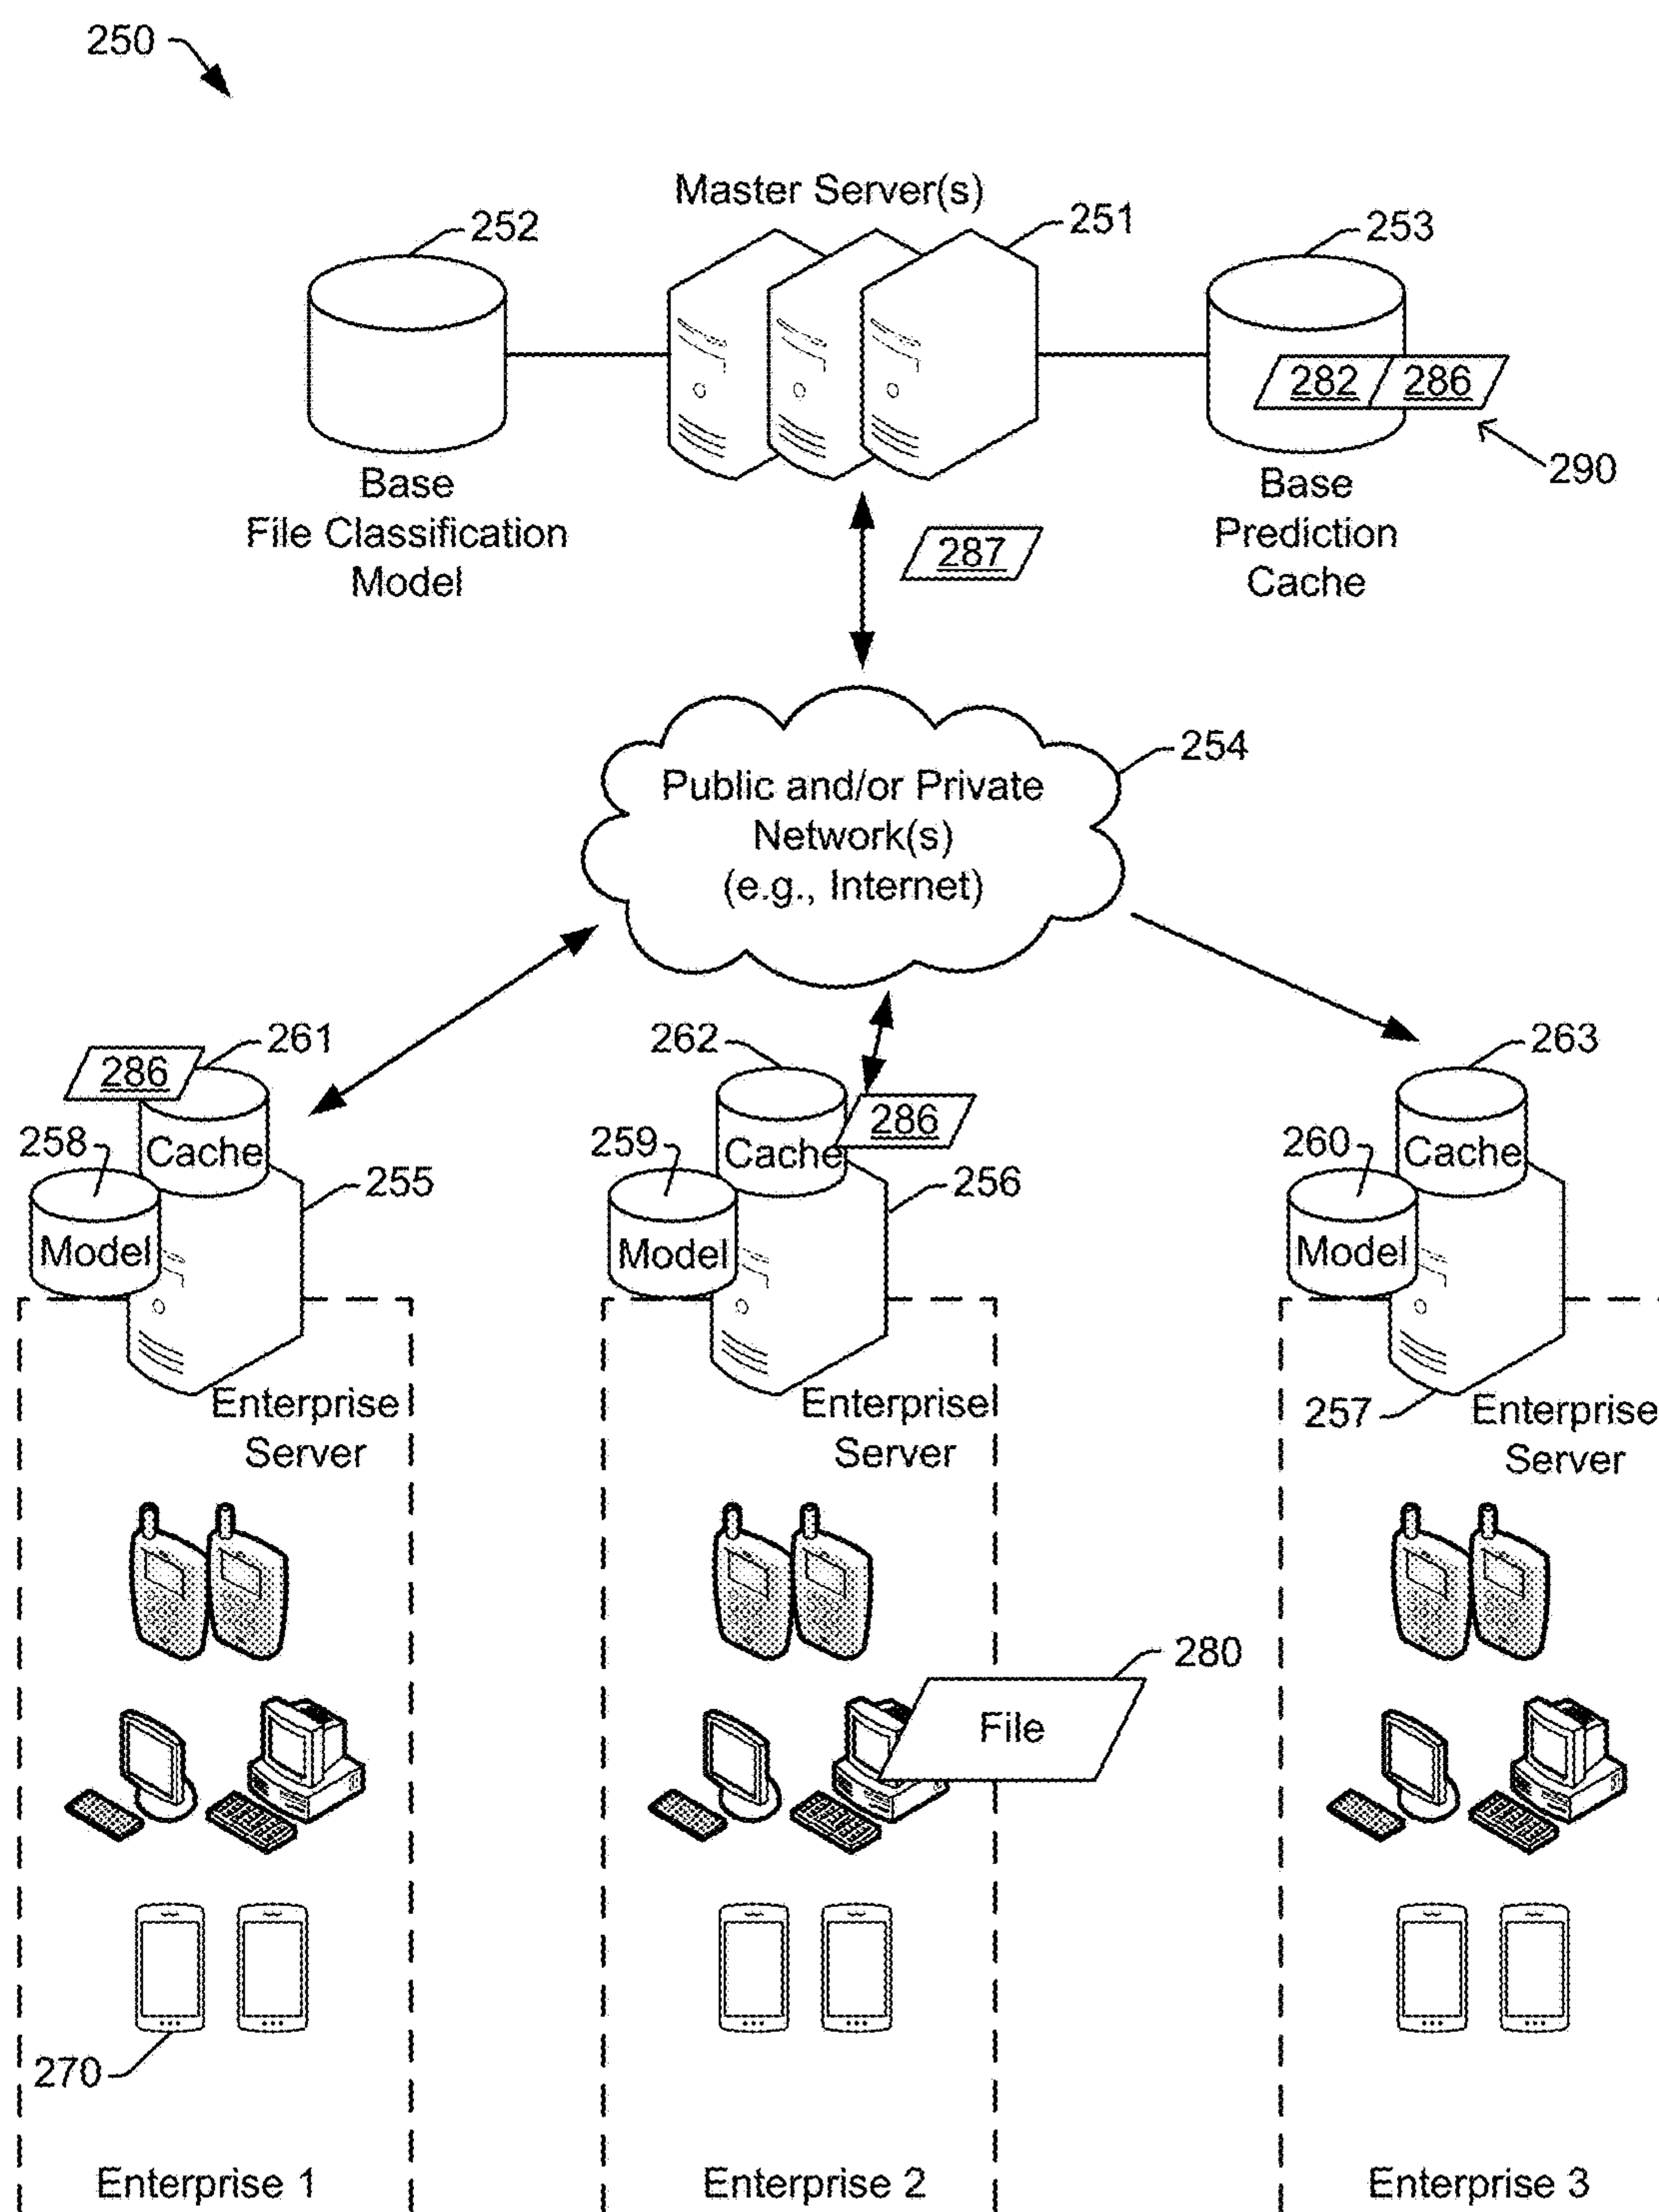 250
Master Server(s)
252
251
253
282
286
290
Base
File Classification
Model
Base
Prediction
Cache
287
254
Public and/or Private
Network(s)
(e.g., Internet)
286
261
262
263
258
Cache
259
Cache
286
260
Cache
255
256
Model
Model
Model
Enterprise
Server
Enterprise
Server
257
Enterprise
Server
280
File
270
Enterprise 1
Enterprise 2
Enterprise 3